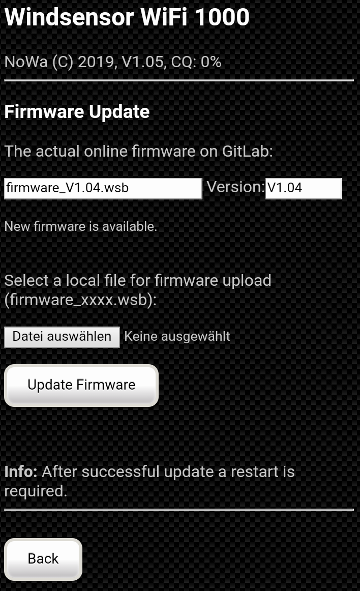 Windsensor WiFi 1000
NoWa (C) 2019, V1.05, CQ: 0%
Firmware Update
The actual online firmware on GitLab:
firmware_V1.04.wsb Version: V1.04
New firmware is available.
Select a local file for firmware upload
(firmware_xxxx.wsb):
Datei auswählen Keine ausgewählt
Update Firmware
Info: After successful update a restart is
required.
Back